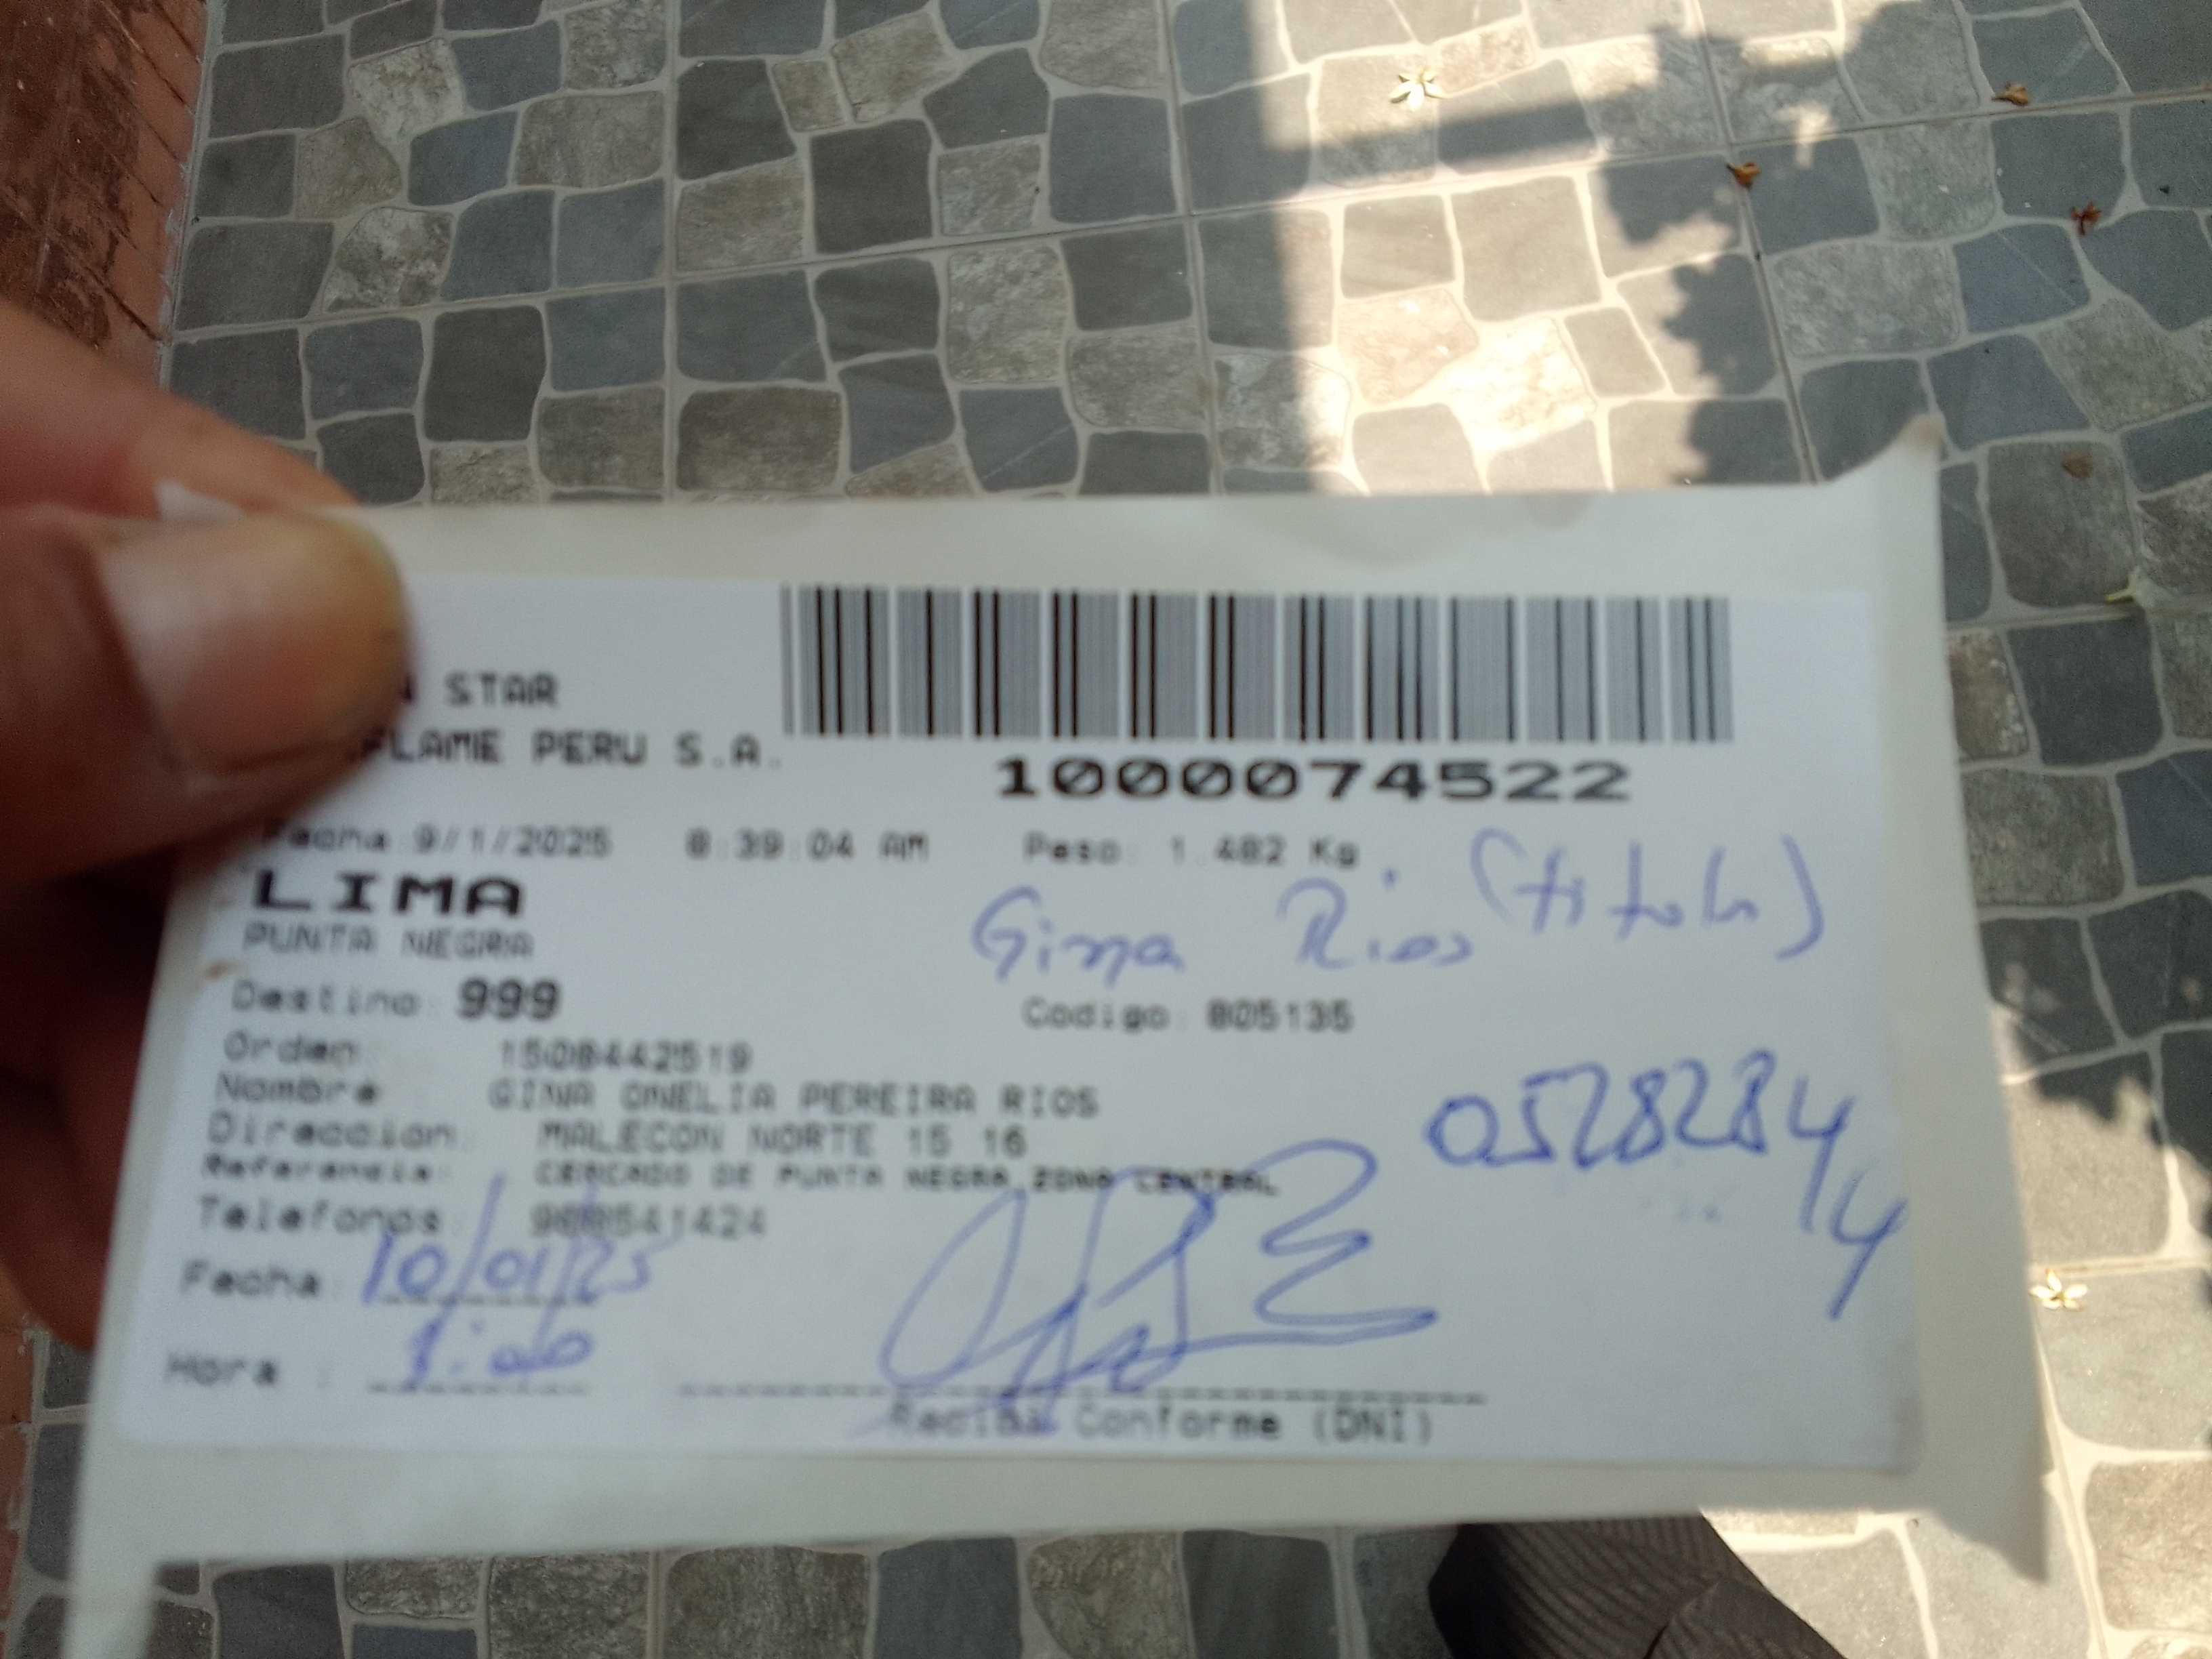 STAR
FLAME PERU S.A.
1000074522
Fecha: 9/1/2025 8:39:04 AM Peso: 1.482 Kg
LIMA
PUNTA NEGRA
Gina Rios (titular)
Destino: 999 Codigo: 805135
Orden: 1508442519
Nombre GINA ONELIA PEREIRA RIOS
Direccion: MALECON NORTE 15 16
Referencia: CERCADO DE PUNTA NEGRA, ZONA CENTRAL
Telefonos
Fecha: 10/01/25
Hora :
Recibi Conforme (DNI)